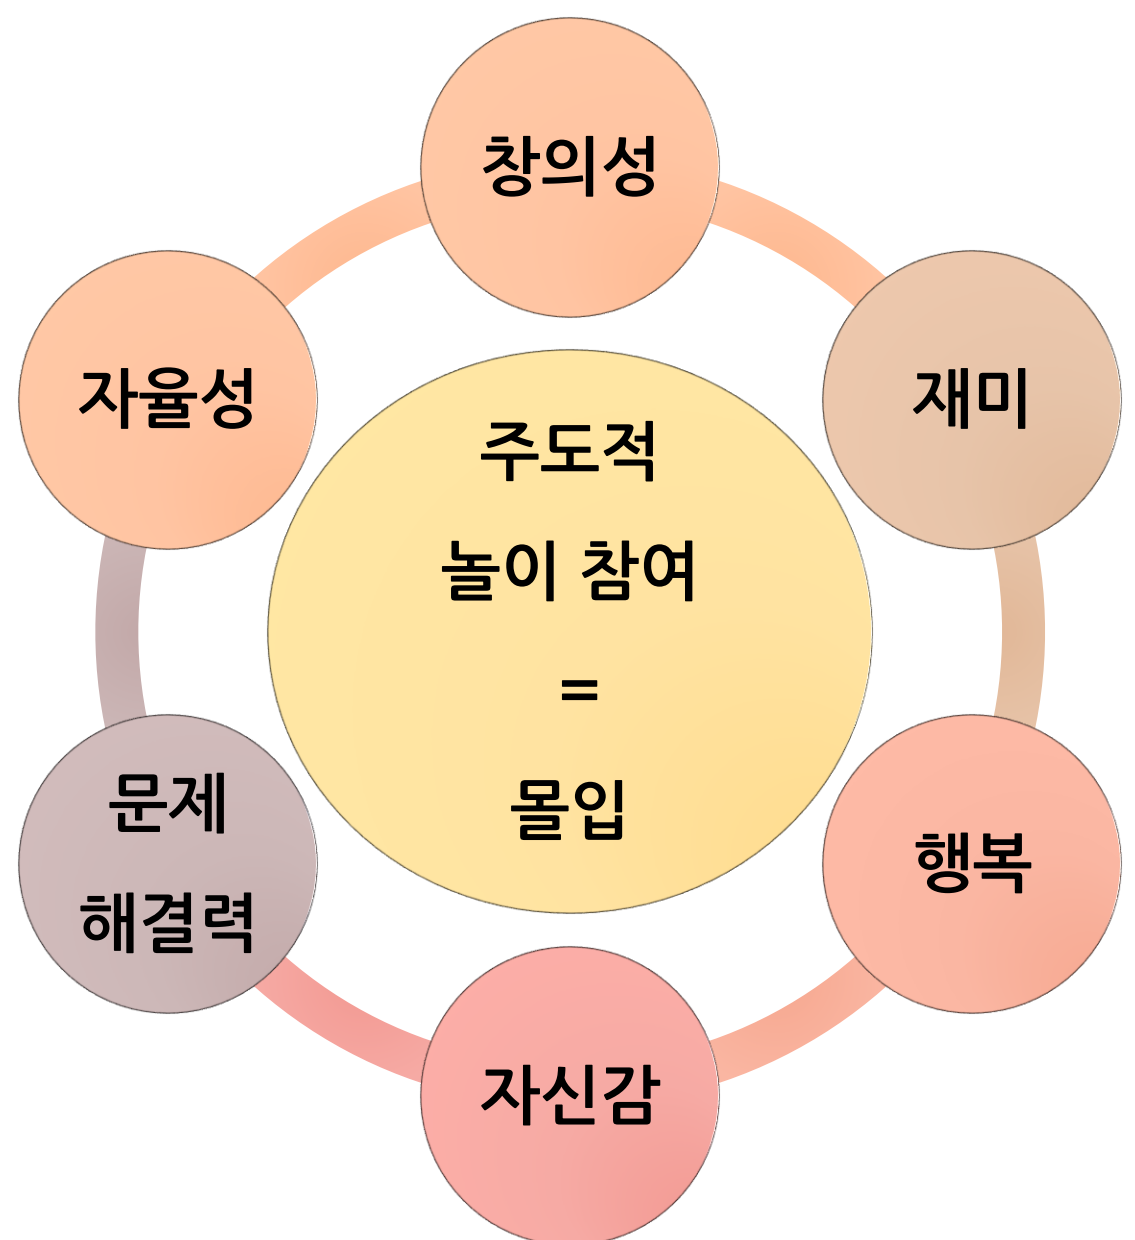 창의성
재미
행복
자신감
문제
해결력
자율성
주도적
놀이 참여
=
몰입